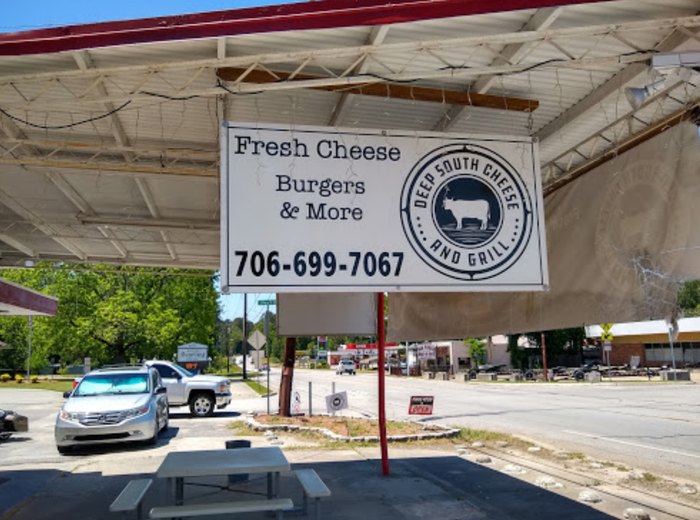 Fresh Cheese
Burgers
& More
706-699-7067
DEEP SOUTH CHEESE
AND GRILL